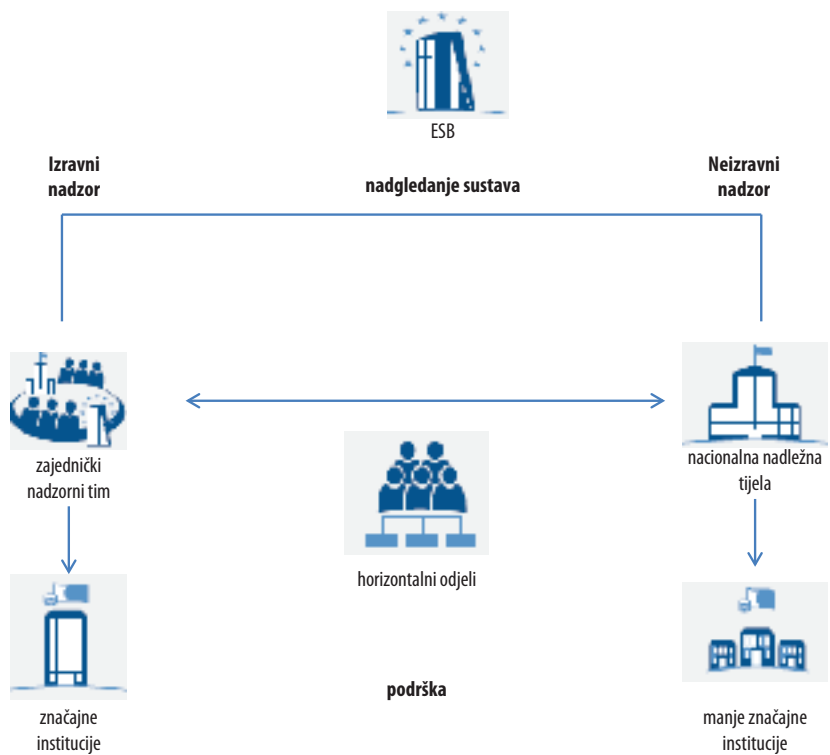 ESB
Izravni
nadzor
nadgledanje sustava
Neizravni
nadzor
zajednički
nadzorni tim
nacionalna nadležna
tijela
horizontalni odjeli
podrška
značajne
institucije
manje značajne
institucije